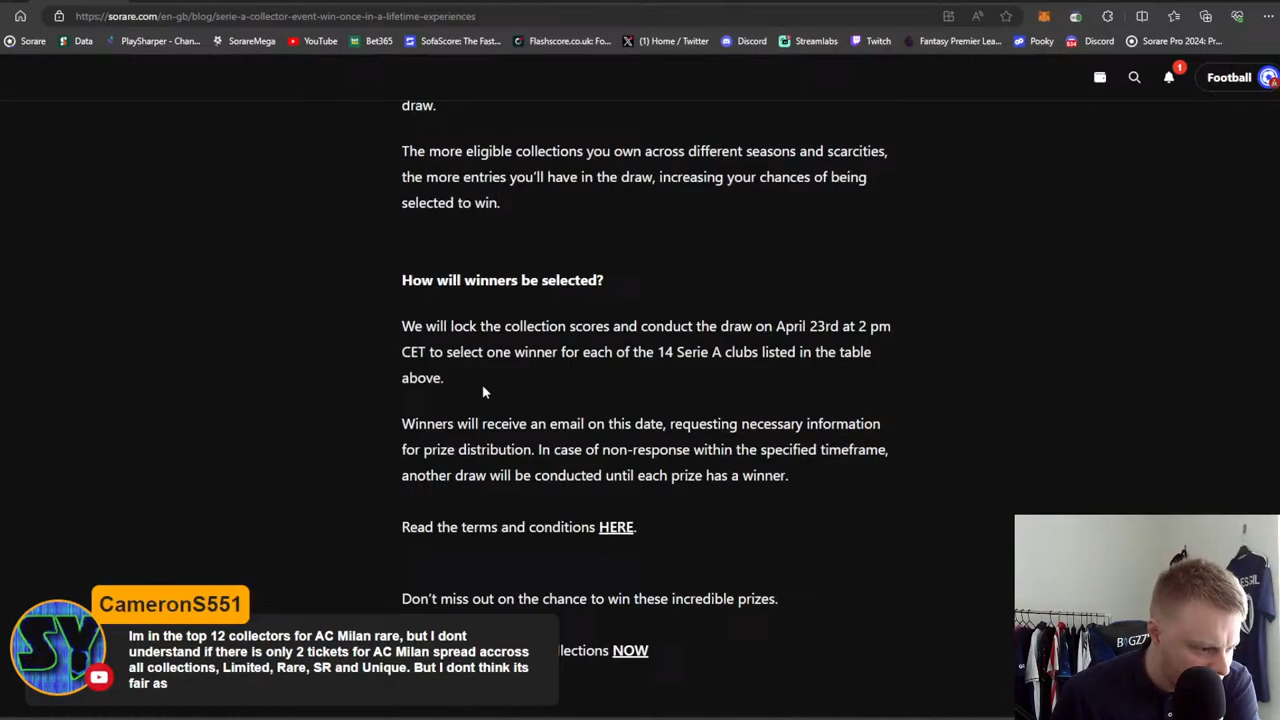 https://sorare.com/en-gb/blog/serie-a-collector-event-win-once-in-a-lifetime-experiences
Sorare Data PlaySharper - Chan... SorareMega YouTube Bet365 SofaScore: The Fast... Flashscore.co.uk: Fo... (1) Home / Twitter Discord Streamlabs Twitch Fantasy Premier Lea... Pooky Discord Sorare Pro 2024: Pr...
1
Football
draw.
The more eligible collections you own across different seasons and scarcities,
the more entries you'll have in the draw, increasing your chances of being
selected to win.
How will winners be selected?
We will lock the collection scores and conduct the draw on April 23rd at 2 pm
CET to select one winner for each of the 14 Serie A clubs listed in the table
above.
Winners will receive an email on this date, requesting necessary information
for prize distribution. In case of non-response within the specified timeframe,
another draw will be conducted until each prize has a winner.
Read the terms and conditions HERE.
Don't miss out on the chance to win these incredible prizes.
llections NOW
CameronS551
Im in the top 12 collectors for AC Milan rare, but I dont
understand if there is only 2 tickets for AC Milan spread accross
all collections, Limited, Rare, SR and Unique. But I dont think its
fair as
SY